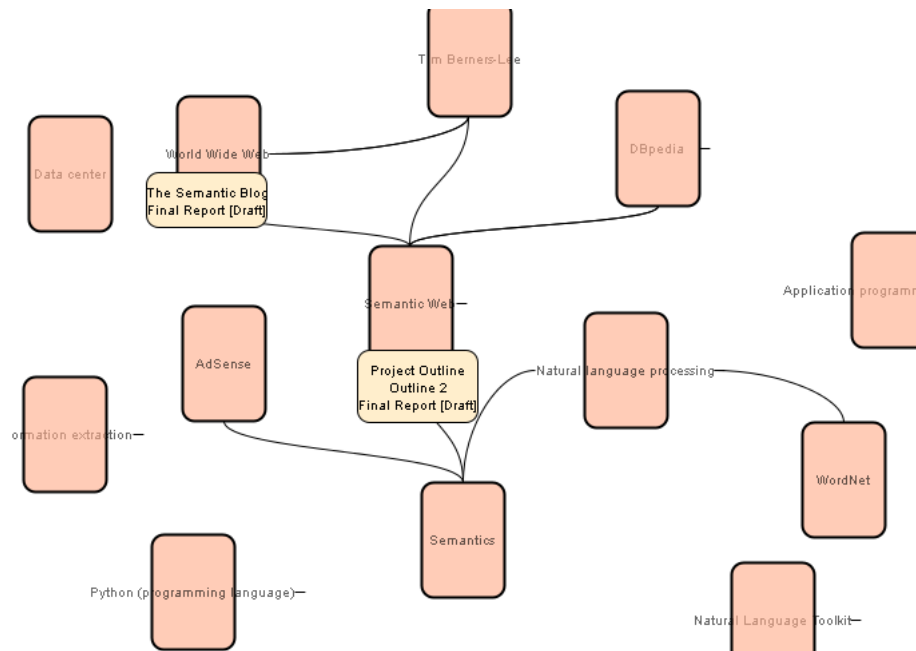 Tim Berners-Lee
World Wide Web
DBpedia
Data center
The Semantic Blog
Final Report [Draft]
Application programm
Semantic Web
AdSense
Project Outline
Outline 2
Final Report [Draft]
Natural language processing
ormation extraction
WordNet
Semantics
Python (programming language)
Natural Language Toolkit